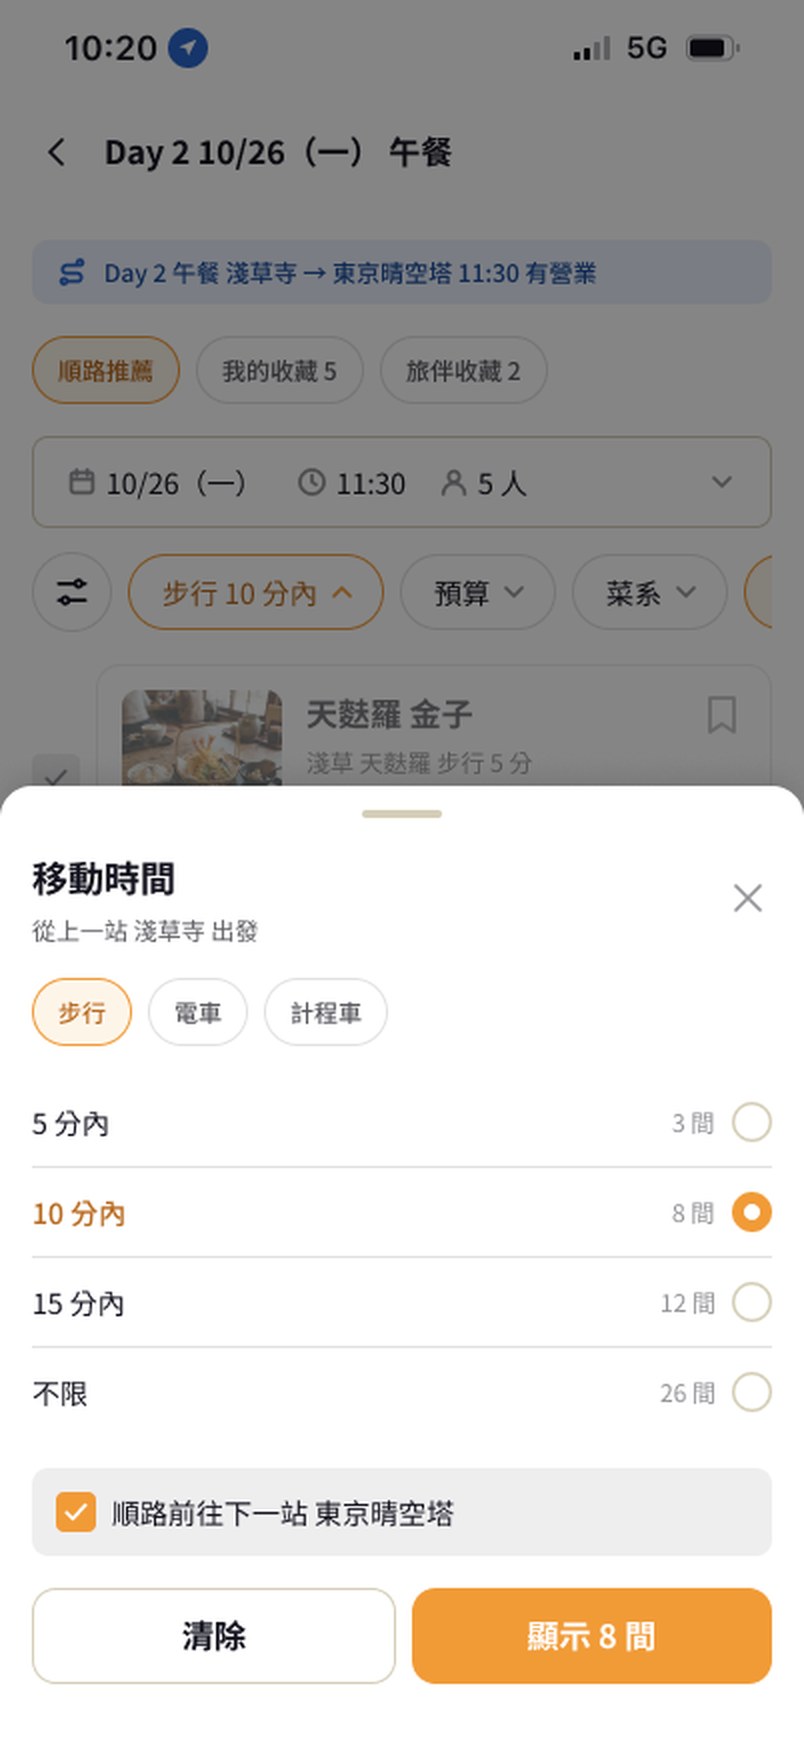 10:20 5G
Day 2 10/26（一） 午餐
Day 2 午餐 淺草寺 → 東京晴空塔 11:30 有營業
順路推薦 我的收藏 5 旅伴收藏 2
10/26（一） 11:30 5 人
步行 10 分內 預算 菜系
天麩羅 金子
淺草 天麩羅 步行 5 分
移動時間
從上一站 淺草寺 出發
步行 電車 計程車
5 分內 3 間
10 分內 8 間
15 分內 12 間
不限 26 間
順路前往下一站 東京晴空塔
清除 顯示 8 間